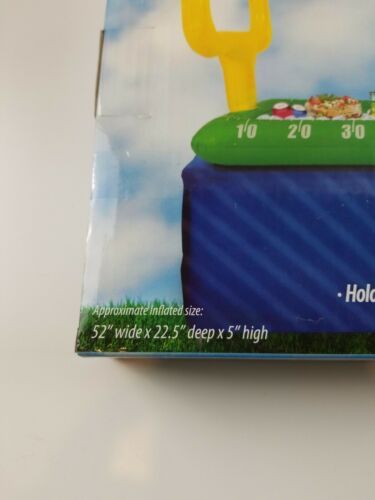 10 20 30
· Hold
Approximate inflated size:
52" wide x 22.5" deep x 5" high